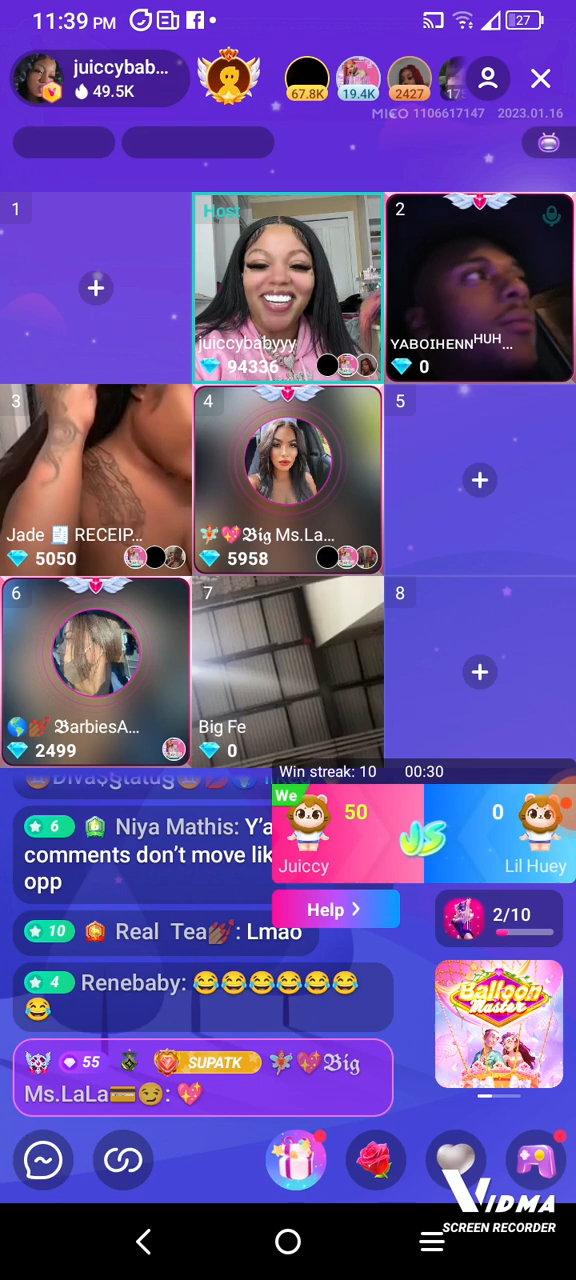 11:39 PM
27
juiccybab...
49.5K
67.8K
19.4K
2427
175
MICO 1106617147 2023.01.16
1
Host
juiccybabyyy
94336
2
YABOIHENNᴴᵁᴴ...
0
3
Jade 🧾 RECEIP...
5050
4
🧚💖𝕭𝖎𝖌 Ms.La...
5958
5
6
🌎💅🏾 𝕭arbiesA...
2499
7
Big Fe
0
8
Win streak: 10 00:30
We
50
VS
0
Juiccy
Lil Huey
Help >
2/10
Balloon
Master
6 Niya Mathis: Y'a
comments don't move lik
opp
10 Real Tea💅🏾: Lmao
4 Renebaby: 😂😂😂😂😂😂
😂
55 SUPATK 🧚💖𝕭𝖎𝖌
Ms.LaLa💳😏: 💖
VIDMA
SCREEN RECORDER